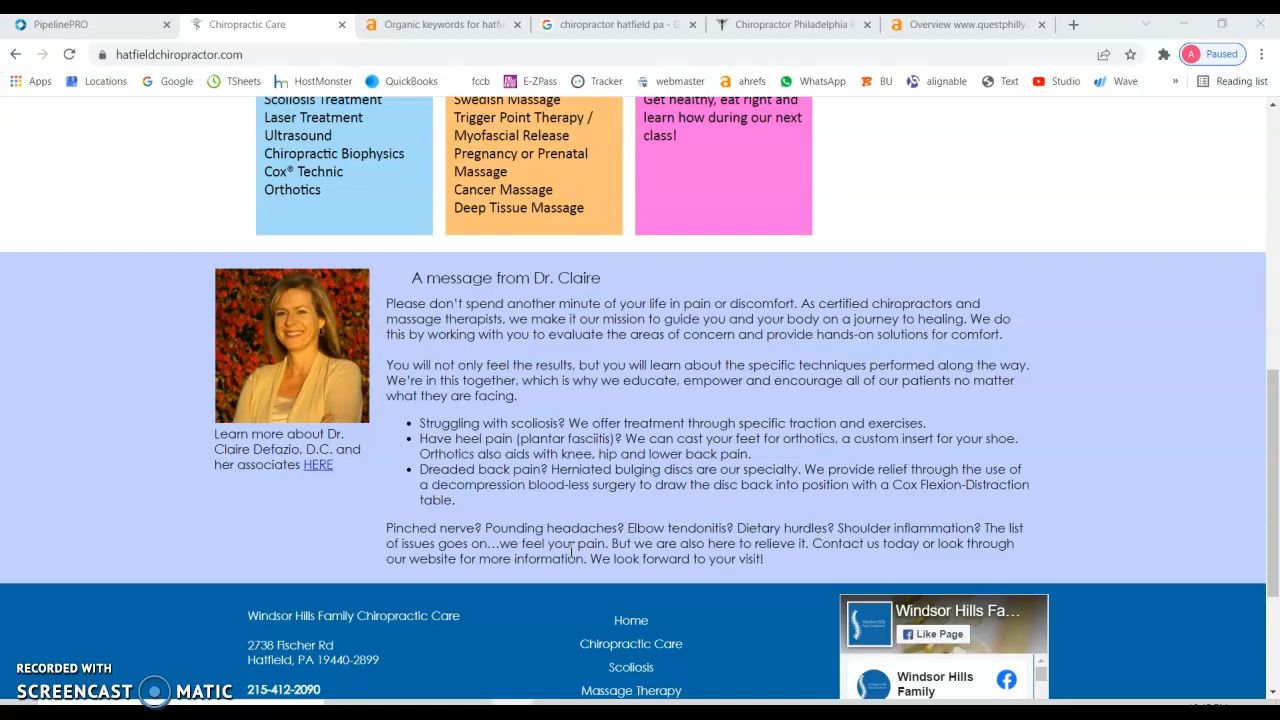 PipelinePRO
Chiropractic Care
Organic keywords for hatfi
chiropractor hatfield pa - G
Chiropractor Philadelphia P
Overview www.questphilly
hatfieldchiropractor.com
A Paused
Apps
Locations
Google
TSheets
HostMonster
QuickBooks
fccb
E-ZPass
Tracker
webmaster
ahrefs
WhatsApp
BU
alignable
Text
Studio
Wave
»
Reading list
Scoliosis Treatment
Laser Treatment
Ultrasound
Chiropractic Biophysics
Cox® Technic
Orthotics
Swedish Massage
Trigger Point Therapy /
Myofascial Release
Pregnancy or Prenatal
Massage
Cancer Massage
Deep Tissue Massage
Get healthy, eat right and
learn how during our next
class!
Learn more about Dr.
Claire Defazio, D.C. and
her associates HERE
A message from Dr. Claire
Please don't spend another minute of your life in pain or discomfort. As certified chiropractors and
massage therapists, we make it our mission to guide you and your body on a journey to healing. We do
this by working with you to evaluate the areas of concern and provide hands-on solutions for comfort.
You will not only feel the results, but you will learn about the specific techniques performed along the way.
We're in this together, which is why we educate, empower and encourage all of our patients no matter
what they are facing.
• Struggling with scoliosis? We offer treatment through specific traction and exercises.
• Have heel pain (plantar fasciitis)? We can cast your feet for orthotics, a custom insert for your shoe.
Orthotics also aids with knee, hip and lower back pain.
• Dreaded back pain? Herniated bulging discs are our specialty. We provide relief through the use of
a decompression blood-less surgery to draw the disc back into position with a Cox Flexion-Distraction
table.
Pinched nerve? Pounding headaches? Elbow tendonitis? Dietary hurdles? Shoulder inflammation? The list
of issues goes on...we feel your pain. But we are also here to relieve it. Contact us today or look through
our website for more information. We look forward to your visit!
Windsor Hills Family Chiropractic Care
2738 Fischer Rd
Hatfield, PA 19440-2899
215-412-2090
Home
Chiropractic Care
Scoliosis
Massage Therapy
Windsor Hills Fa...
Like Page
Windsor Hills
Family
RECORDED WITH
SCREENCAST MATIC